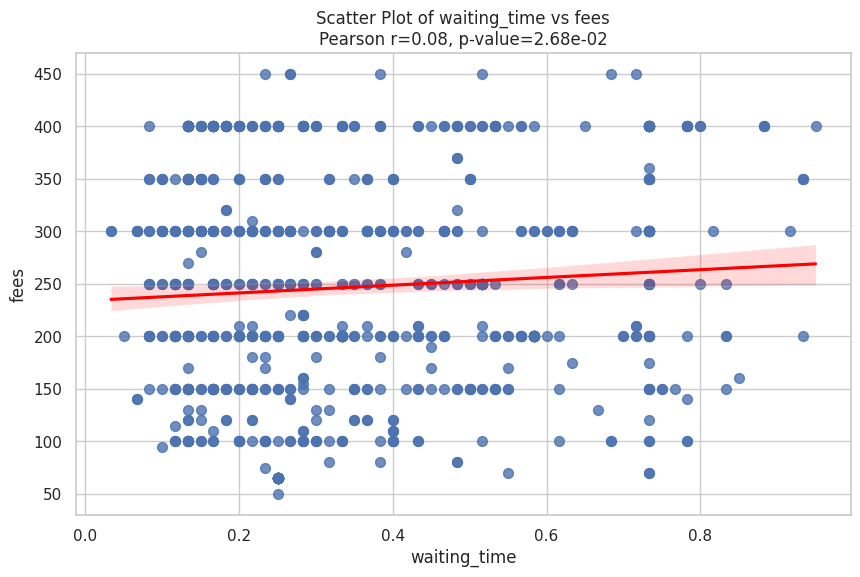 Scatter Plot of waiting_time vs fees
Pearson r=0.08, p-value=2.68e-02
fees
450
400
350
300
250
200
150
100
50
0.0 0.2 0.4 0.6 0.8
waiting_time